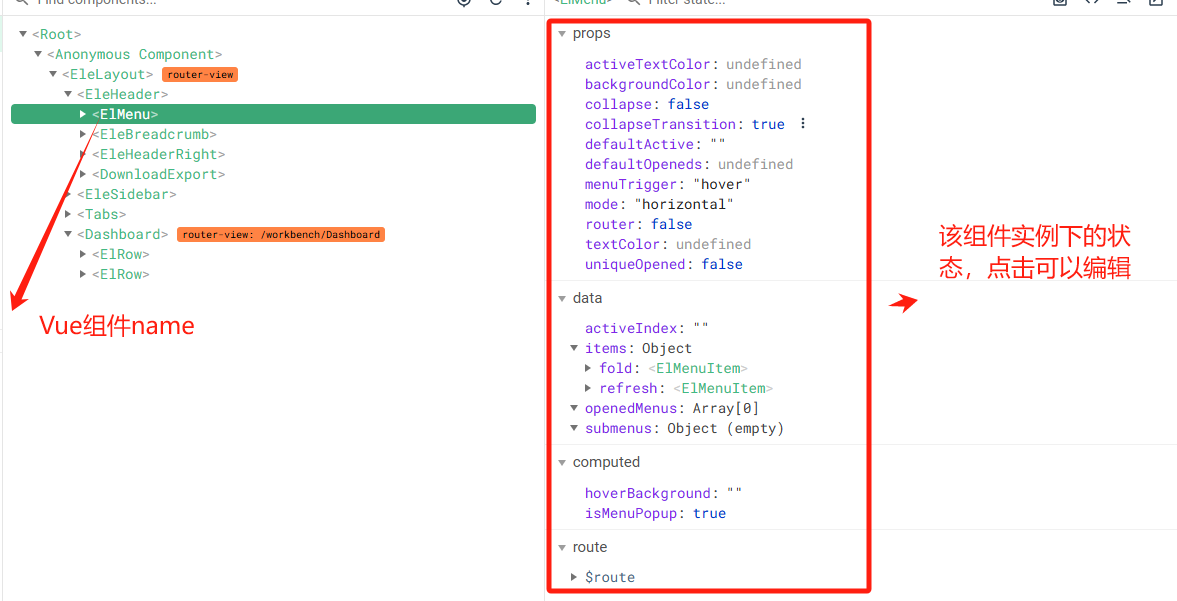 Find components...
<Root>
<Anonymous Component>
<EleLayout> router-view
<EleHeader>
<ElMenu>
<EleBreadcrumb>
<EleHeaderRight>
<DownloadExport>
<EleSidebar>
<Tabs>
<Dashboard> router-view: /workbench/Dashboard
<ElRow>
<ElRow>
Vue组件name
<ElMenu> Filter state...
props
activeTextColor: undefined
backgroundColor: undefined
collapse: false
collapseTransition: true
defaultActive: ""
defaultOpeneds: undefined
menuTrigger: "hover"
mode: "horizontal"
router: false
textColor: undefined
uniqueOpened: false
data
activeIndex: ""
items: Object
fold: <ElMenuItem>
refresh: <ElMenuItem>
openedMenus: Array[0]
submenus: Object (empty)
computed
hoverBackground: ""
isMenuPopup: true
route
$route
该组件实例下的状
态，点击可以编辑